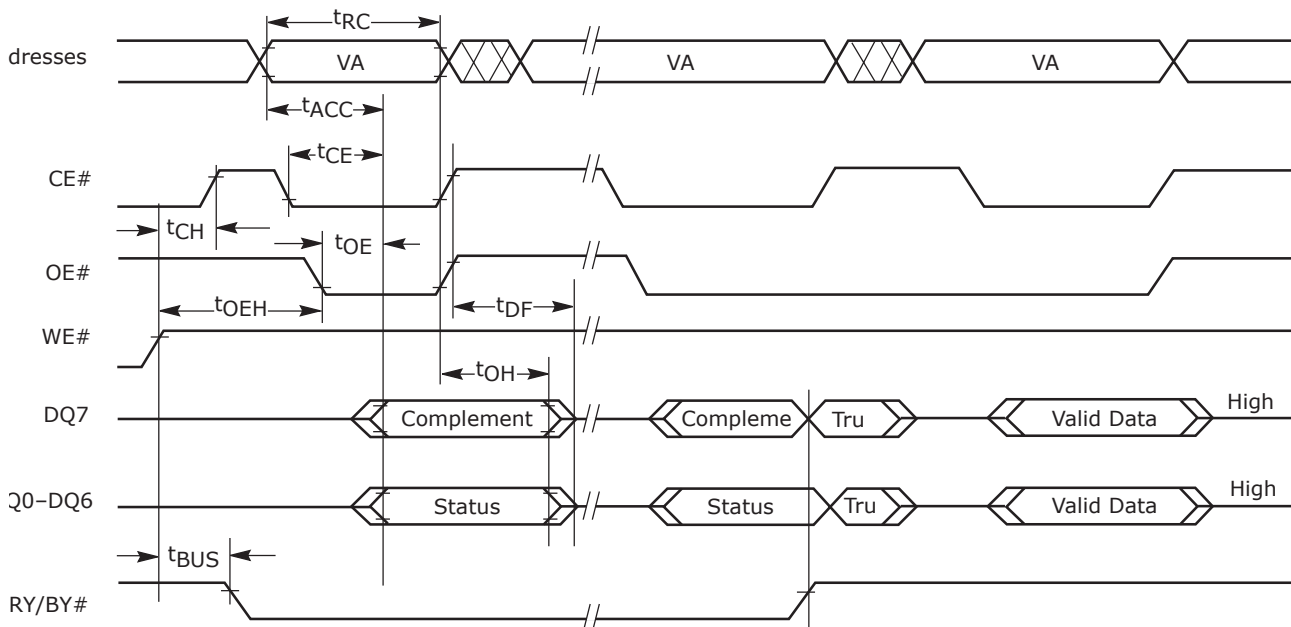 tRC
dresses VA VA VA
tACC
tCE
CE#
tCH
tOE
OE#
tOEH
tDF
WE#
tOH
DQ7 Complement Compleme Tru Valid Data High
Q0–DQ6 Status Status Tru Valid Data High
tBUS
RY/BY#